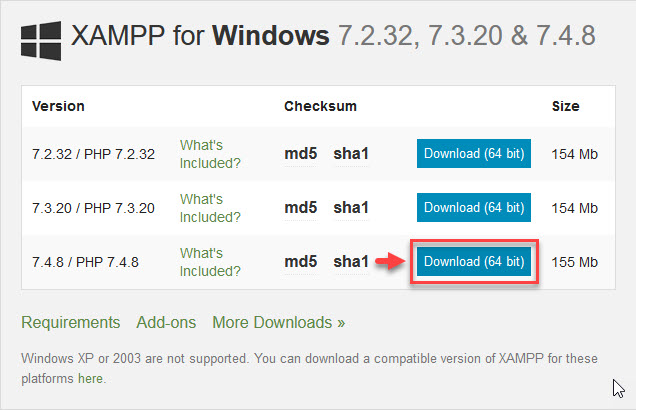 XAMPP for Windows 7.2.32, 7.3.20 & 7.4.8
Version Checksum Size
7.2.32 / PHP 7.2.32 What's Included? md5 sha1 Download (64 bit) 154 Mb
7.3.20 / PHP 7.3.20 What's Included? md5 sha1 Download (64 bit) 154 Mb
7.4.8 / PHP 7.4.8 What's Included? md5 sha1 Download (64 bit) 155 Mb
Requirements Add-ons More Downloads »
Windows XP or 2003 are not supported. You can download a compatible version of XAMPP for these
platforms here.